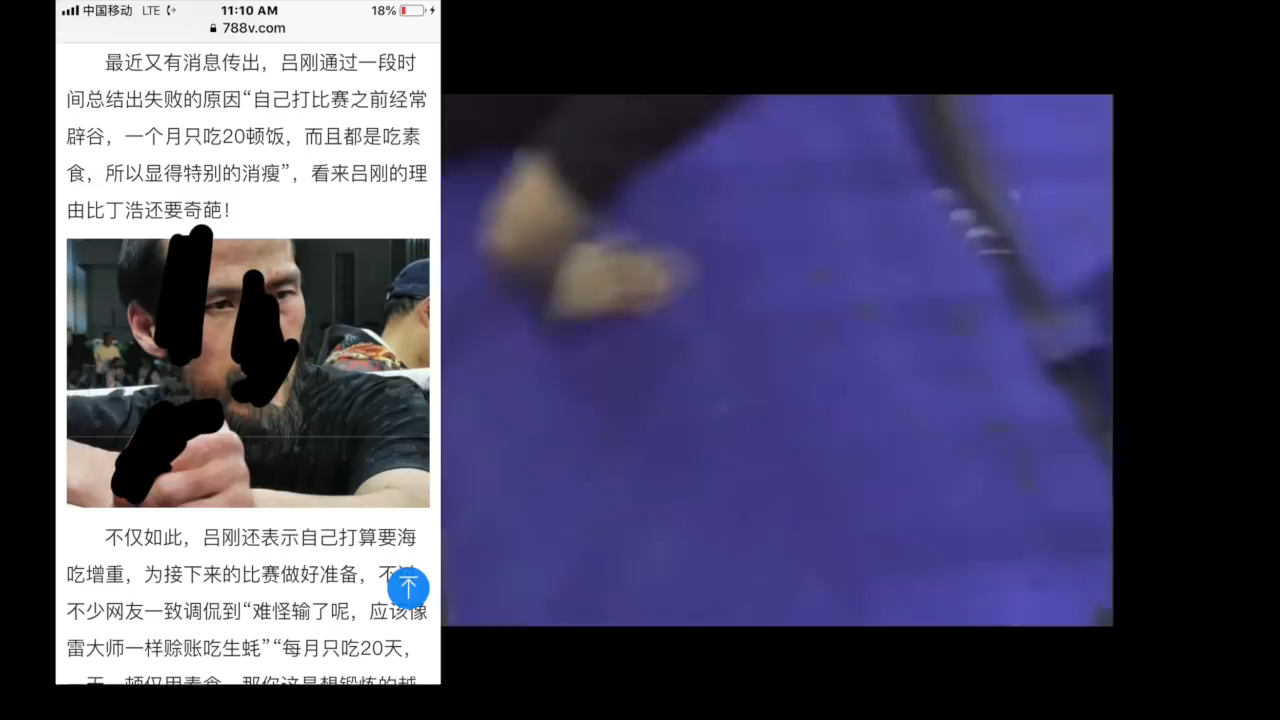 中国移动 LTE 11:10 AM 18%
788v.com
最近又有消息传出，吕刚通过一段时
间总结出失败的原因“自己打比赛之前经常
辟谷，一个月只吃20顿饭，而且都是吃素
食，所以显得特别的消瘦”，看来吕刚的理
由比丁浩还要奇葩！
不仅如此，吕刚还表示自己打算要海
吃增重，为接下来的比赛做好准备，
不少网友一致调侃到“难怪输了呢，应该像
雷大师一样赊账吃生蚝”“每月只吃20天，